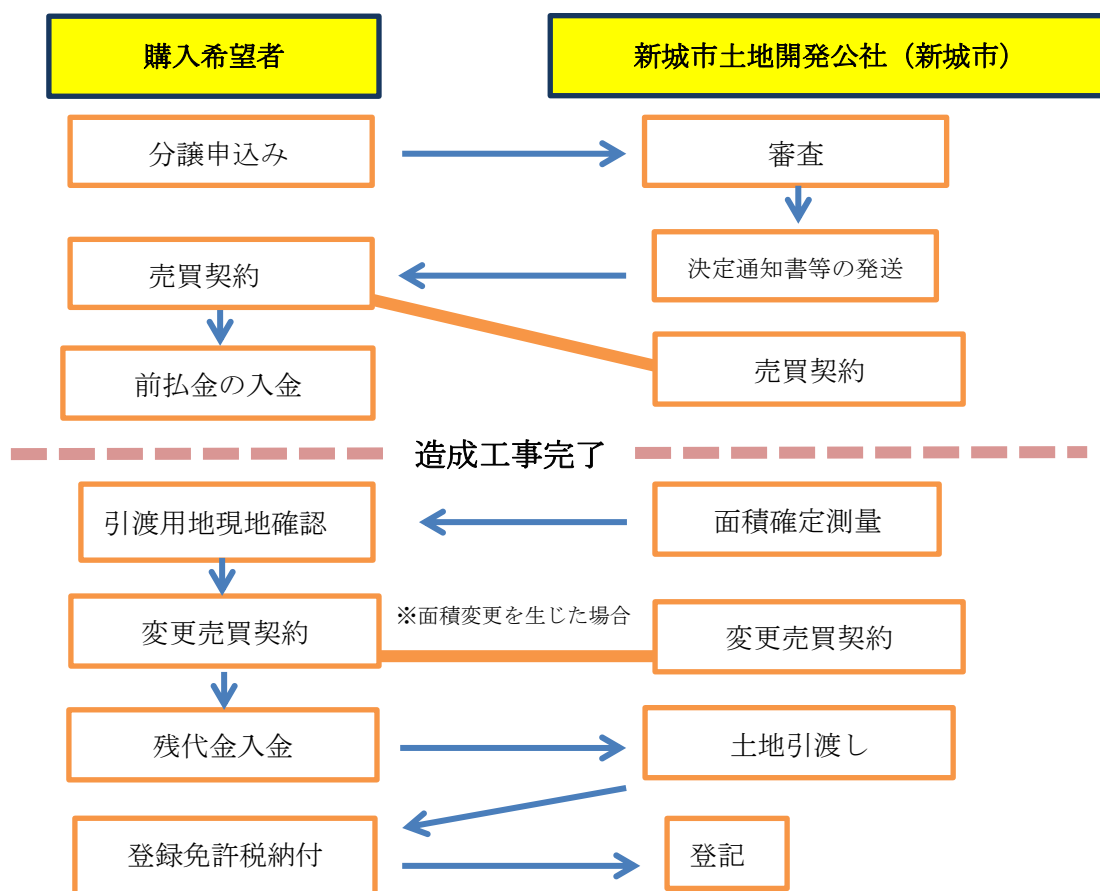 購入希望者
新城市土地開発公社（新城市）
分譲申込み
審査
売買契約
決定通知書等の発送
前払金の入金
売買契約
造成工事完了
引渡用地現地確認
面積確定測量
変更売買契約
※面積変更を生じた場合
変更売買契約
残代金入金
土地引渡し
登録免許税納付
登記